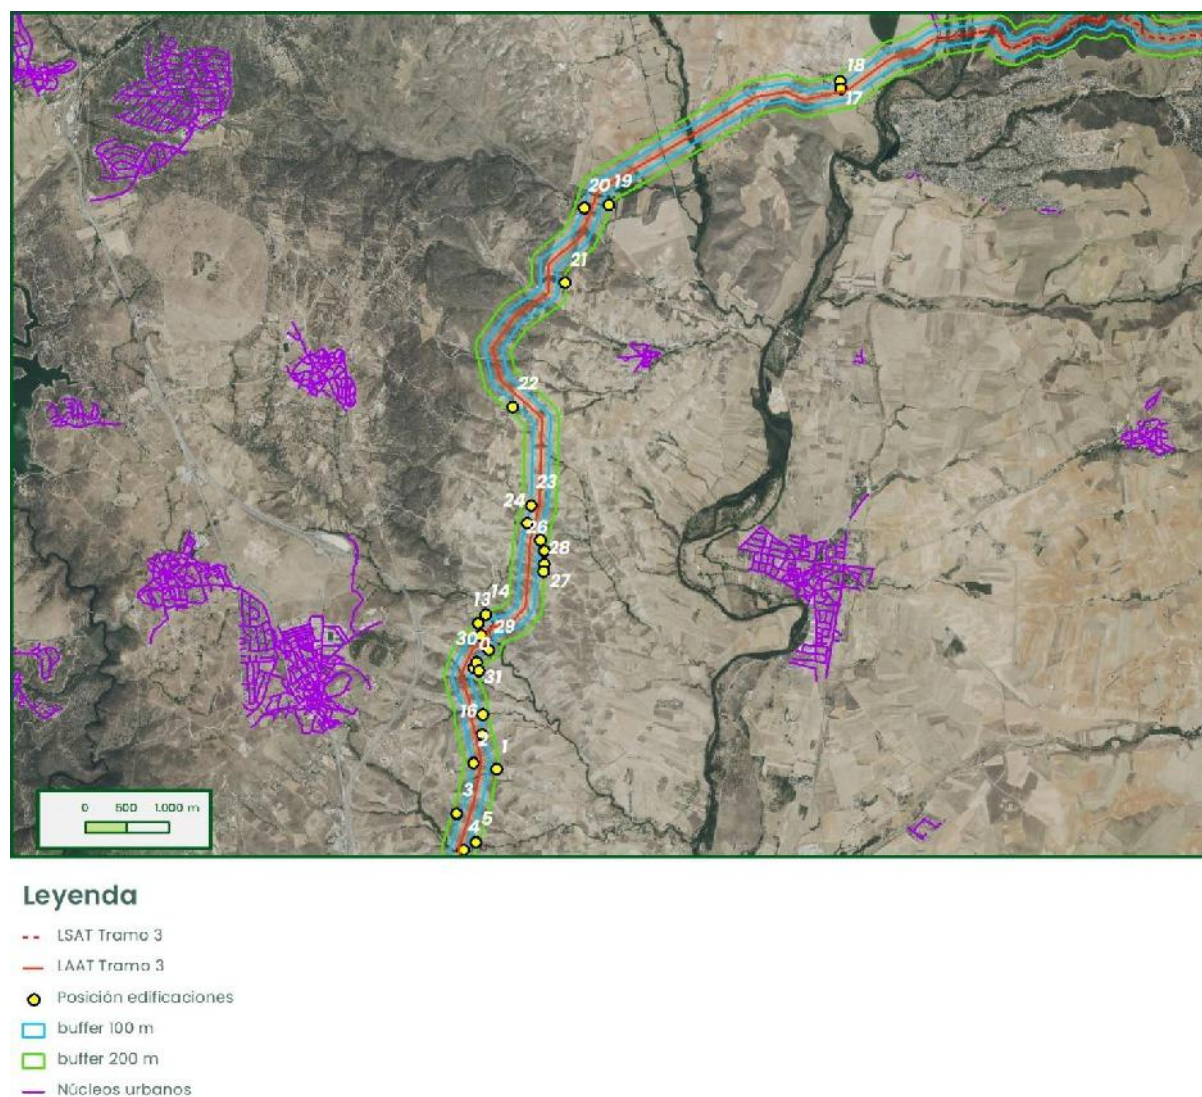 18
17
20 19
21
22
23
24
26
28
27
14
13
29
30
31
16
2 1
3
5
4
0 500 1.000 m
Leyenda
LSAT Tramo 3
LAAT Tramo 3
Posición edificaciones
buffer 100 m
buffer 200 m
Núcleos urbanos